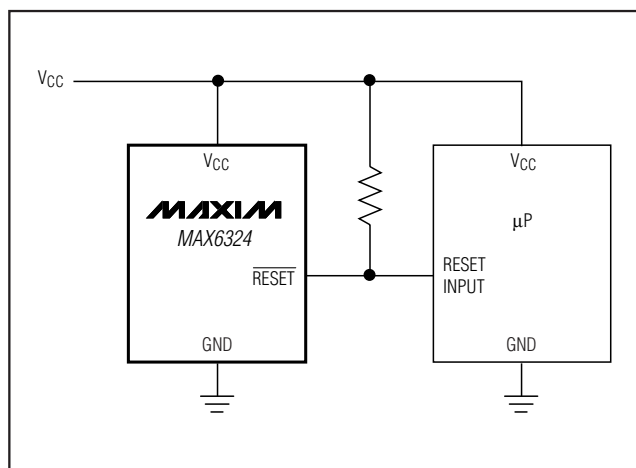 VCC
VCC
MAXIM
MAX6324
RESET
GND
VCC
μP
RESET
INPUT
GND